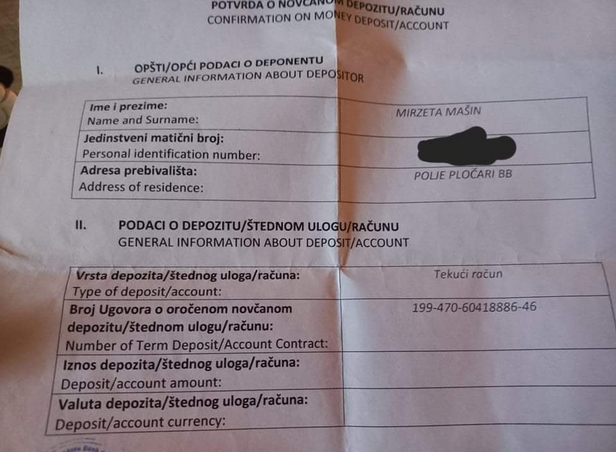 POTVRDA O NOVČANOM DEPOZITU/RAČUNU
CONFIRMATION ON MONEY DEPOSIT/ACCOUNT
I. OPŠTI/OPĆI PODACI O DEPONENTU
GENERAL INFORMATION ABOUT DEPOSITOR
Ime i prezime:
Name and Surname:
MIRZETA MAŠIN
Jedinstveni matični broj:
Personal identification number:
Adresa prebivališta:
Address of residence:
POLJE PLOČARI BB
II. PODACI O DEPOZITU/ŠTEDNOM ULOGU/RAČUNU
GENERAL INFORMATION ABOUT DEPOSIT/ACCOUNT
Vrsta depozita/štednog uloga/računa:
Type of deposit/account:
Tekući račun
Broj Ugovora o oročenom novčanom
depozitu/štednom ulogu/računu:
Number of Term Deposit/Account Contract:
199-470-60418886-46
Iznos depozita/štednog uloga/računa:
Deposit/account amount:
Valuta depozita/štednog uloga/računa:
Deposit/account currency: